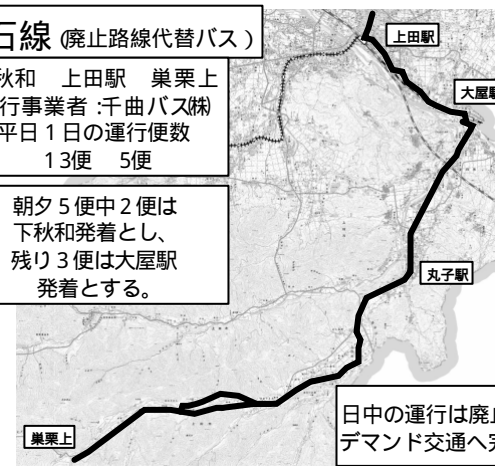 石線(廃止路線代替バス)
秋和 上田駅 巣栗上
行事業者:千曲バス㈱
平日1日の運行便数
13便 5便
朝夕5便中2便は
下秋和発着とし、
残り3便は大屋駅
発着とする。
上田駅
大屋駅
丸子駅
巣栗上
日中の運行は廃止
デマンド交通へ完